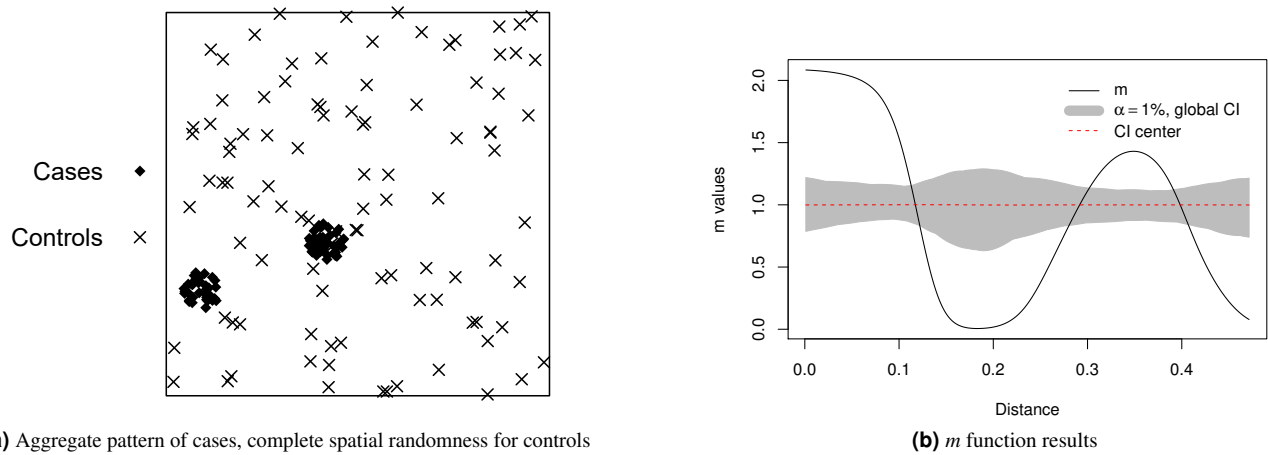 Cases
Controls
) Aggregate pattern of cases, complete spatial randomness for controls
m values
2.0
1.5
1.0
0.5
0.0
m
α = 1%, global CI
CI center
0.0 0.1 0.2 0.3 0.4
Distance
(b) m function results